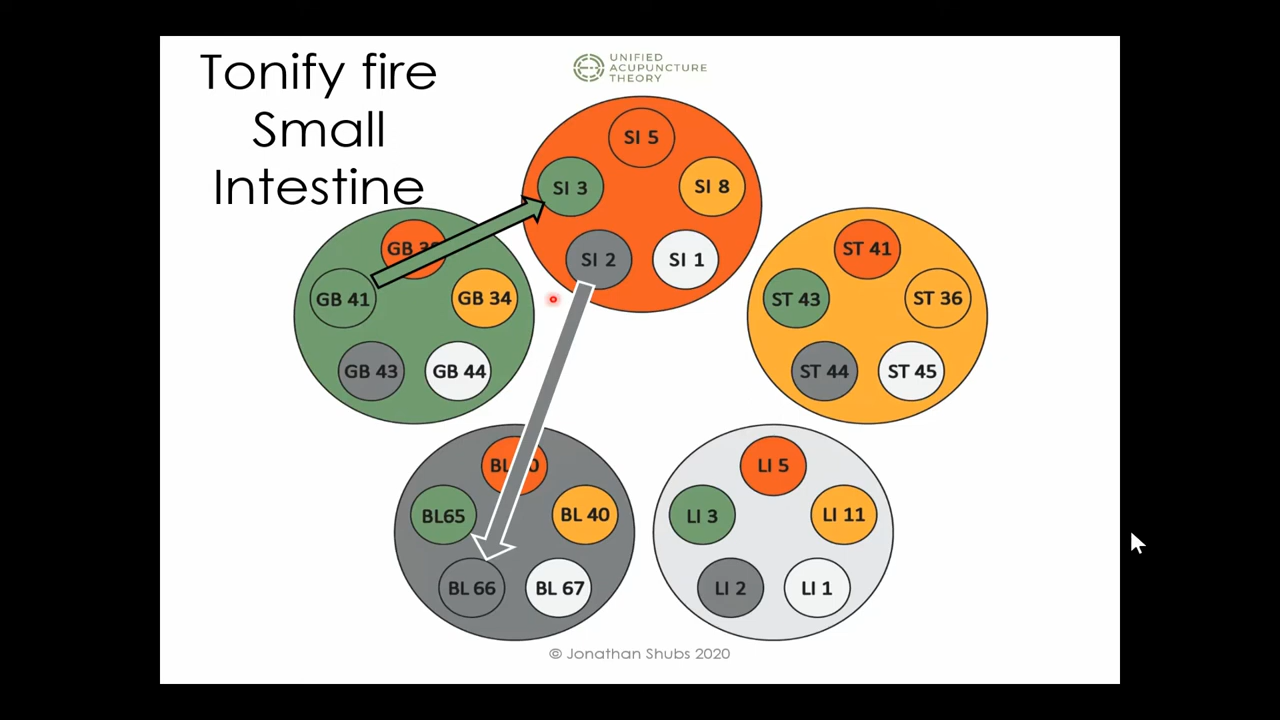 Tonify fire
Small
Intestine
UNIFIED
ACUPUNCTURE
THEORY
SI 5
SI 3
SI 8
SI 2
SI 1
GB
GB 41
GB 34
GB 43
GB 44
ST 41
ST 43
ST 36
ST 44
ST 45
BL
BL65
BL 40
BL 66
BL 67
LI 5
LI 3
LI 11
LI 2
LI 1
© Jonathan Shubs 2020